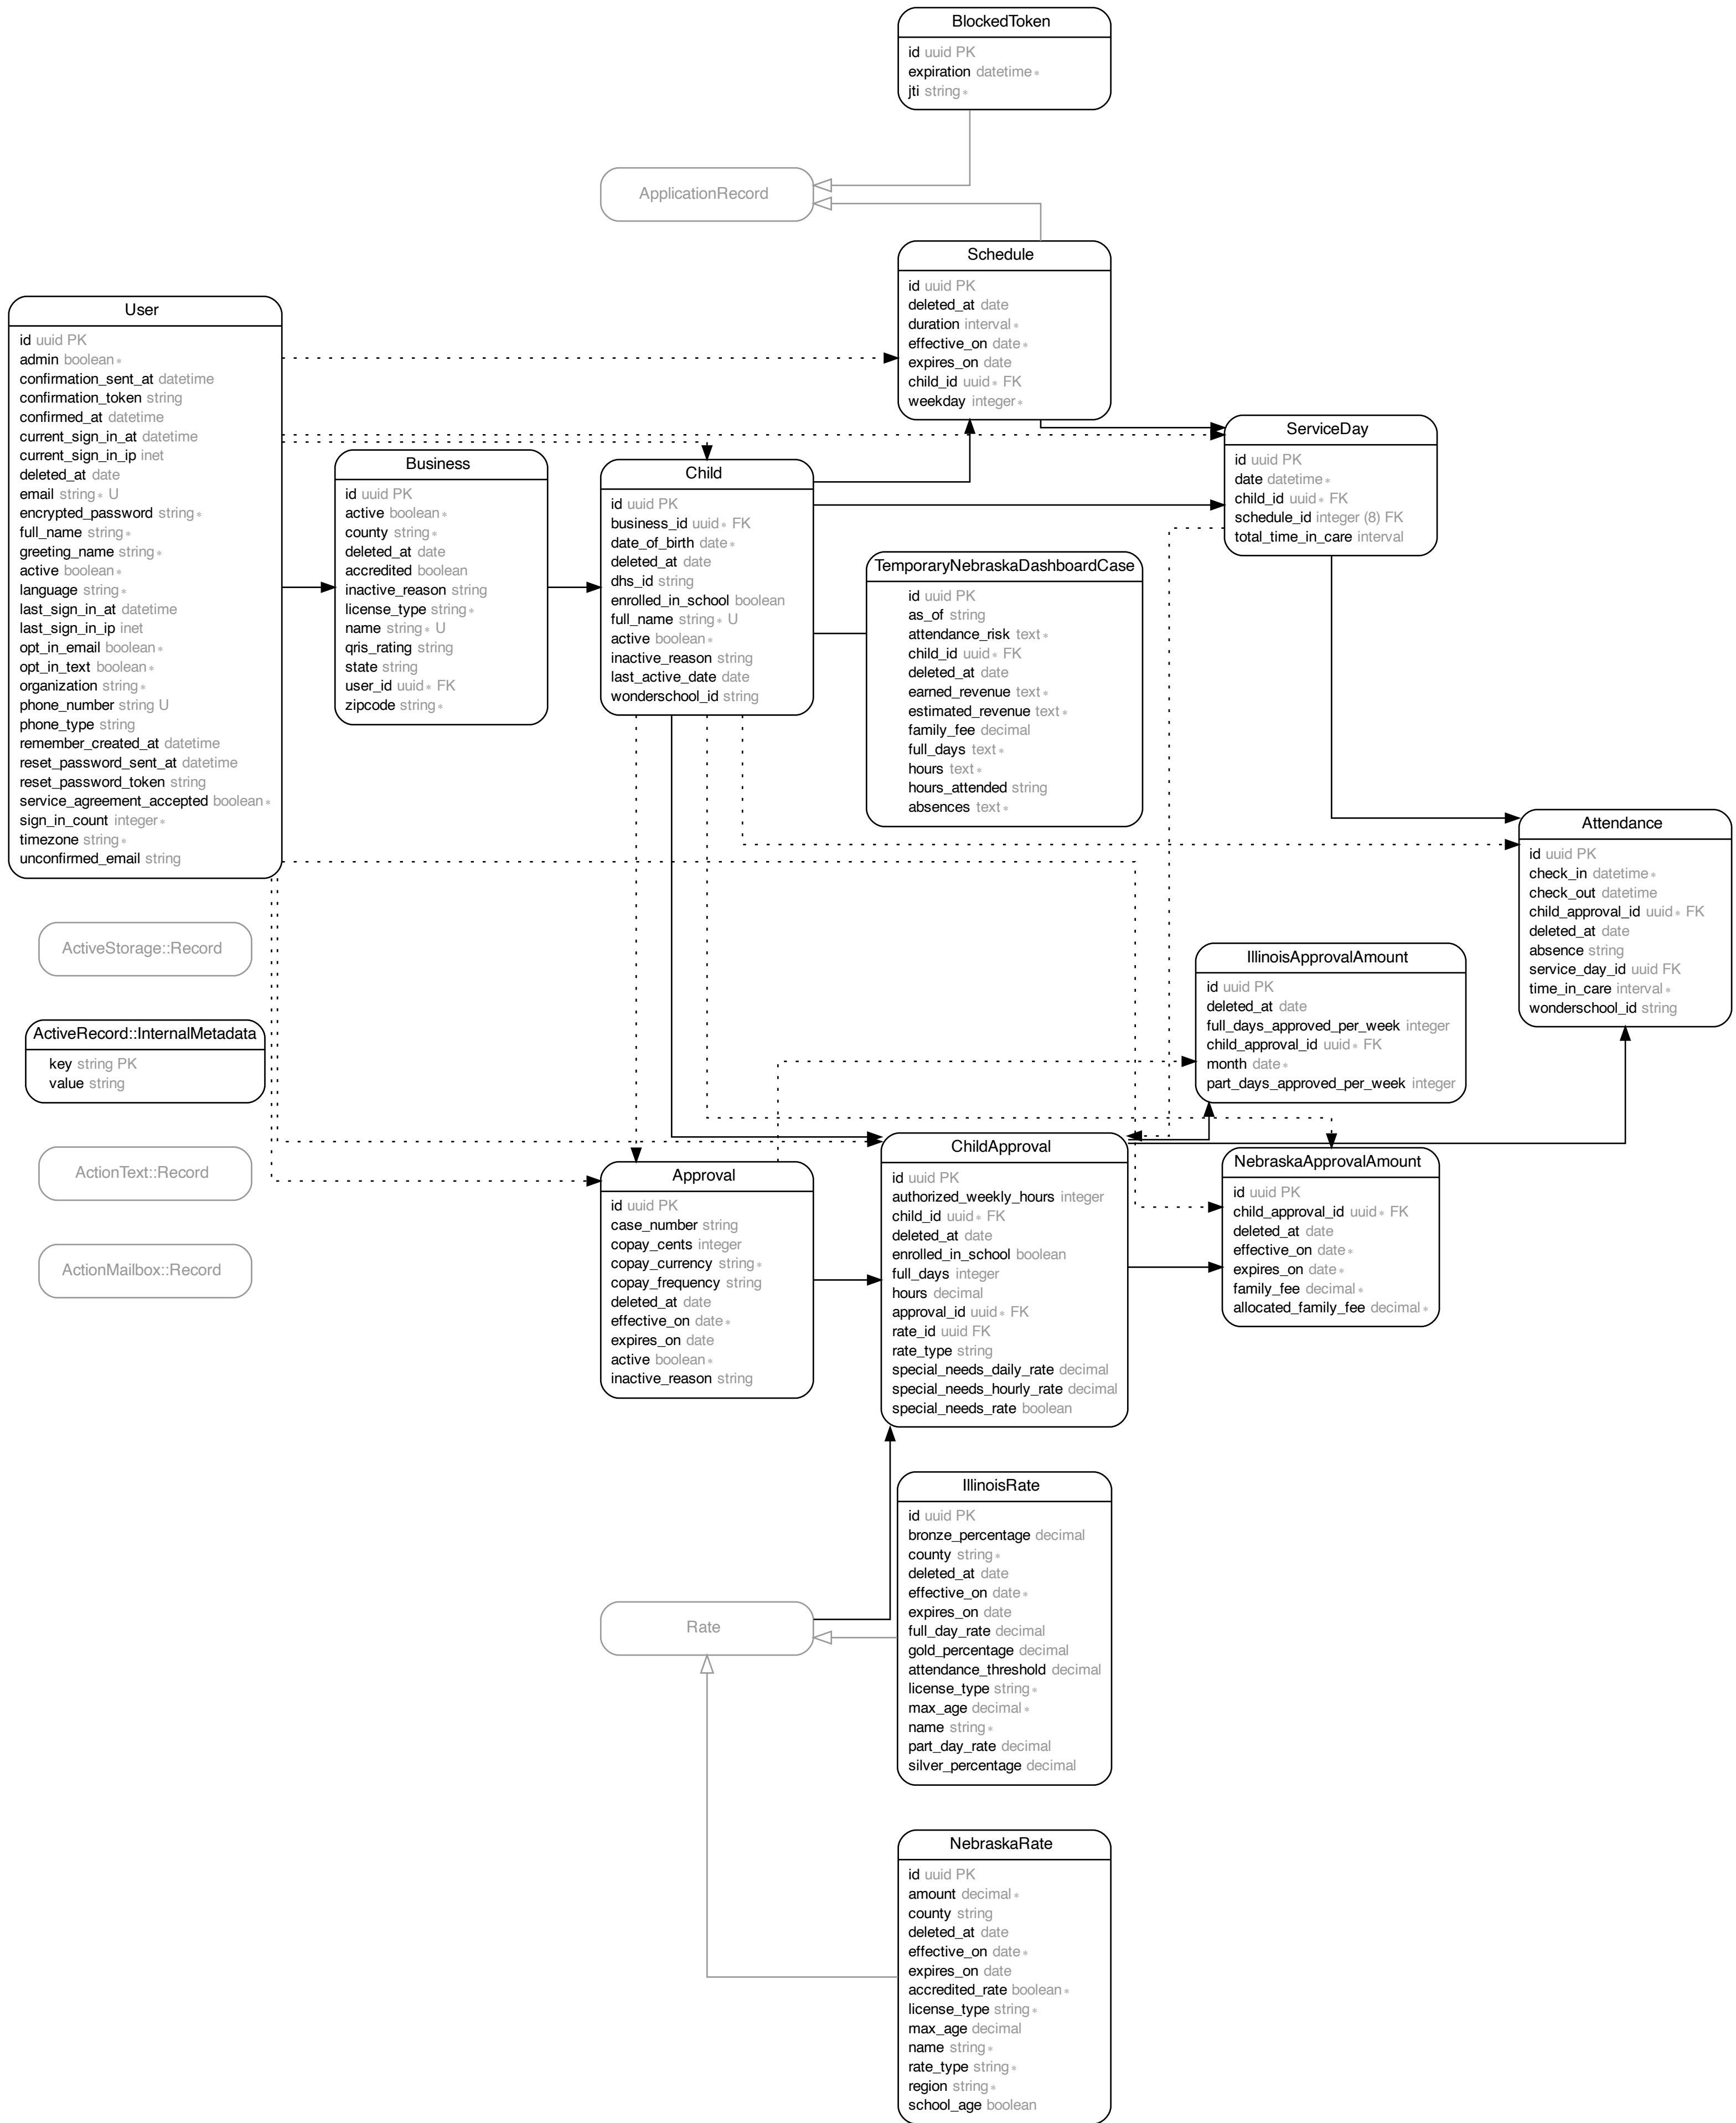 BlockedToken
id uuid PK
expiration datetime *
jti string *
ApplicationRecord
Schedule
id uuid PK
deleted_at date
duration interval *
effective_on date *
expires_on date
child_id uuid * FK
weekday integer *
User
id uuid PK
admin boolean *
confirmation_sent_at datetime
confirmation_token string
confirmed_at datetime
current_sign_in_at datetime
current_sign_in_ip inet
deleted_at date
email string * U
encrypted_password string *
full_name string *
greeting_name string *
active boolean *
language string *
last_sign_in_at datetime
last_sign_in_ip inet
opt_in_email boolean *
opt_in_text boolean *
organization string *
phone_number string U
phone_type string
remember_created_at datetime
reset_password_sent_at datetime
reset_password_token string
service_agreement_accepted boolean *
sign_in_count integer *
timezone string *
unconfirmed_email string
Business
id uuid PK
active boolean *
county string *
deleted_at date
accredited boolean
inactive_reason string
license_type string *
name string * U
qris_rating string
state string
user_id uuid * FK
zipcode string *
Child
id uuid PK
business_id uuid * FK
date_of_birth date *
deleted_at date
dhs_id string
enrolled_in_school boolean
full_name string * U
active boolean *
inactive_reason string
last_active_date date
wonderschool_id string
ServiceDay
id uuid PK
date datetime *
child_id uuid * FK
schedule_id integer (8) FK
total_time_in_care interval
TemporaryNebraskaDashboardCase
id uuid PK
as_of string
attendance_risk text *
child_id uuid * FK
deleted_at date
earned_revenue text *
estimated_revenue text *
family_fee decimal
full_days text *
hours text *
hours_attended string
absences text *
Attendance
id uuid PK
check_in datetime *
check_out datetime
child_approval_id uuid * FK
deleted_at date
absence string
service_day_id uuid FK
time_in_care interval *
wonderschool_id string
ActiveStorage::Record
ActiveRecord::InternalMetadata
key string PK
value string
ActionText::Record
ActionMailbox::Record
IllinoisApprovalAmount
id uuid PK
deleted_at date
full_days_approved_per_week integer
child_approval_id uuid * FK
month date *
part_days_approved_per_week integer
Approval
id uuid PK
case_number string
copay_cents integer
copay_currency string *
copay_frequency string
deleted_at date
effective_on date *
expires_on date
active boolean *
inactive_reason string
ChildApproval
id uuid PK
authorized_weekly_hours integer
child_id uuid * FK
deleted_at date
enrolled_in_school boolean
full_days integer
hours decimal
approval_id uuid * FK
rate_id uuid FK
rate_type string
special_needs_daily_rate decimal
special_needs_hourly_rate decimal
special_needs_rate boolean
NebraskaApprovalAmount
id uuid PK
child_approval_id uuid * FK
deleted_at date
effective_on date *
expires_on date *
family_fee decimal *
allocated_family_fee decimal *
IllinoisRate
id uuid PK
bronze_percentage decimal
county string *
deleted_at date
effective_on date *
expires_on date
full_day_rate decimal
gold_percentage decimal
attendance_threshold decimal
license_type string *
max_age decimal *
name string *
part_day_rate decimal
silver_percentage decimal
Rate
NebraskaRate
id uuid PK
amount decimal *
county string
deleted_at date
effective_on date *
expires_on date
accredited_rate boolean *
license_type string *
max_age decimal
name string *
rate_type string *
region string *
school_age boolean